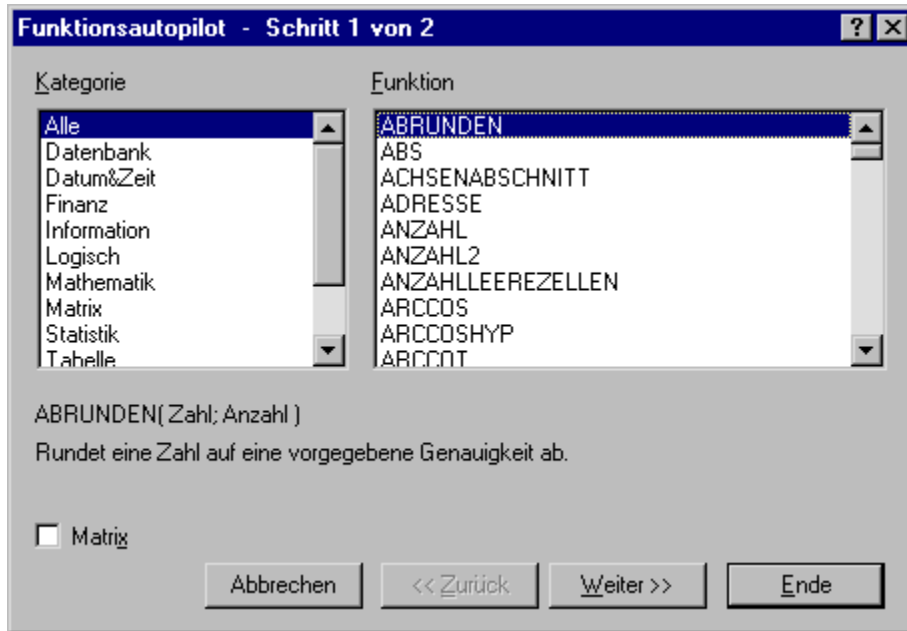 Funktionsautopilot - Schritt 1 von 2
Kategorie
Funktion
Alle
Datenbank
Datum&Zeit
Finanz
Information
Logisch
Mathematik
Matrix
Statistik
Tabelle
ABRUNDEN
ABS
ACHSENABSCHNITT
ADRESSE
ANZAHL
ANZAHL2
ANZAHLLEEREZELLEN
ARCCOS
ARCCOSHYP
ARCCOT
ABRUNDEN( Zahl; Anzahl )
Rundet eine Zahl auf eine vorgegebene Genauigkeit ab.
Matrix
Abbrechen
<< Zurück
Weiter >>
Ende